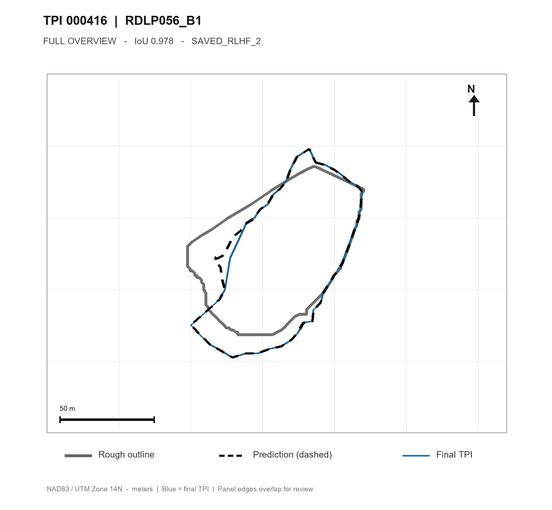 TPI 000416 | RDLP056_B1
FULL OVERVIEW - IoU 0.978 - SAVED_RLHF_2
N
50 m
Rough outline
Prediction (dashed)
Final TPI
NAD83 / UTM Zone 14N - meters | Blue = final TPI | Panel edges overlap for review